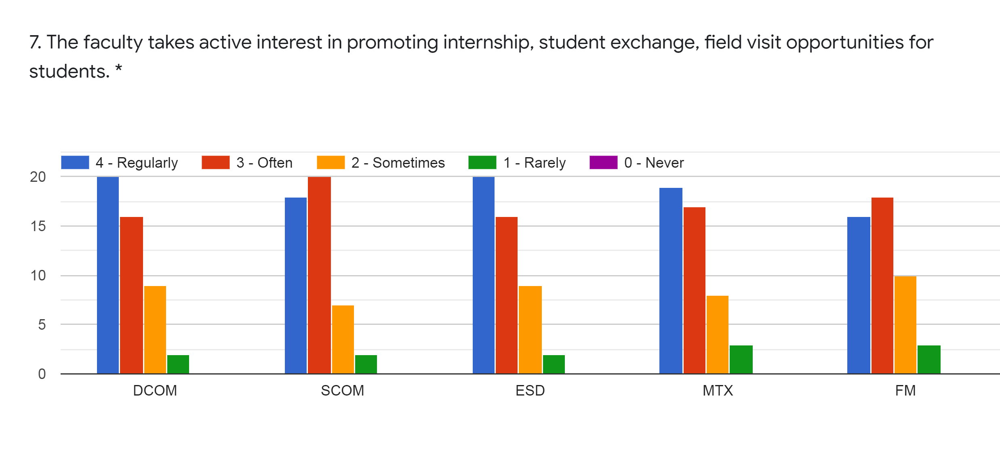 7. The faculty takes active interest in promoting internship, student exchange, field visit opportunities for
students. *
4 - Regularly 3 - Often 2 - Sometimes 1 - Rarely 0 - Never
20
15
10
5
0
DCOM SCOM ESD MTX FM